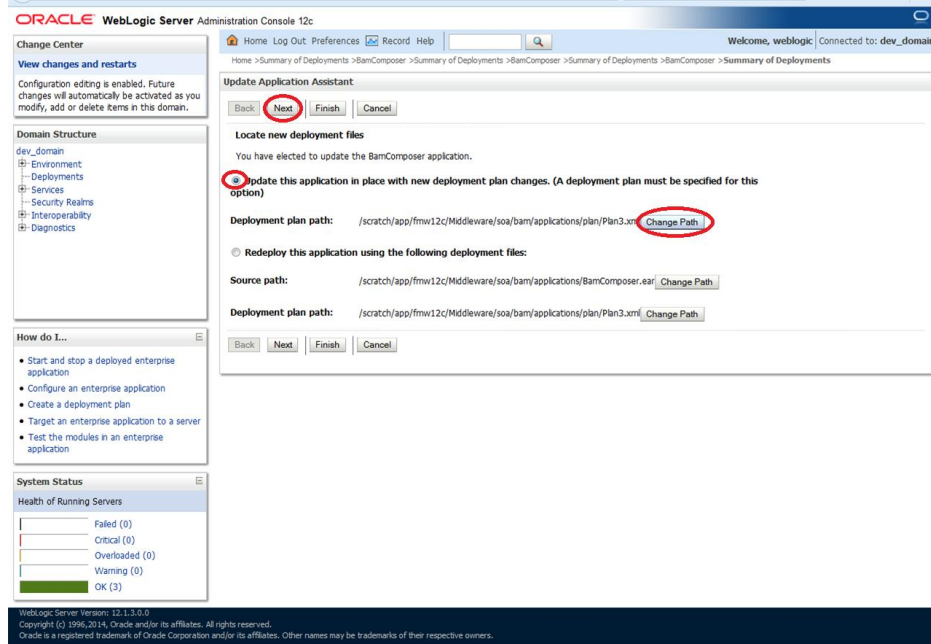 ORACLE WebLogic Server Administration Console 12c
Change Center
View changes and restarts
Configuration editing is enabled. Future
changes will automatically be activated as you
modify, add or delete items in this domain.
Domain Structure
dev_domain
Environment
Deployments
Services
Security Realms
Interoperability
Diagnostics
How do I...
Start and stop a deployed enterprise
application
Configure an enterprise application
Create a deployment plan
Target an enterprise application to a server
Test the modules in an enterprise
application
System Status
Health of Running Servers
Failed (0)
Critical (0)
Overloaded (0)
Warning (0)
OK (3)
Home Log Out Preferences Record Help
Welcome, weblogic Connected to: dev_domain
Home >Summary of Deployments >BamComposer >Summary of Deployments >BamComposer >Summary of Deployments >BamComposer >Summary of Deployments
Update Application Assistant
Back Next Finish Cancel
Locate new deployment files
You have elected to update the BamComposer application.
Update this application in place with new deployment plan changes. (A deployment plan must be specified for this
option)
Deployment plan path: /scratch/app/fmw12c/Middleware/soa/bam/applications/plan/Plan3.xml Change Path
Redeploy this application using the following deployment files:
Source path: /scratch/app/fmw12c/Middleware/soa/bam/applications/BamComposer.ear Change Path
Deployment plan path: /scratch/app/fmw12c/Middleware/soa/bam/applications/plan/Plan3.xml Change Path
Back Next Finish Cancel
WebLogic Server Version: 12.1.3.0.0
Copyright (c) 1996,2014, Oracle and/or its affiliates. All rights reserved.
Oracle is a registered trademark of Oracle Corporation and/or its affiliates. Other names may be trademarks of their respective owners.